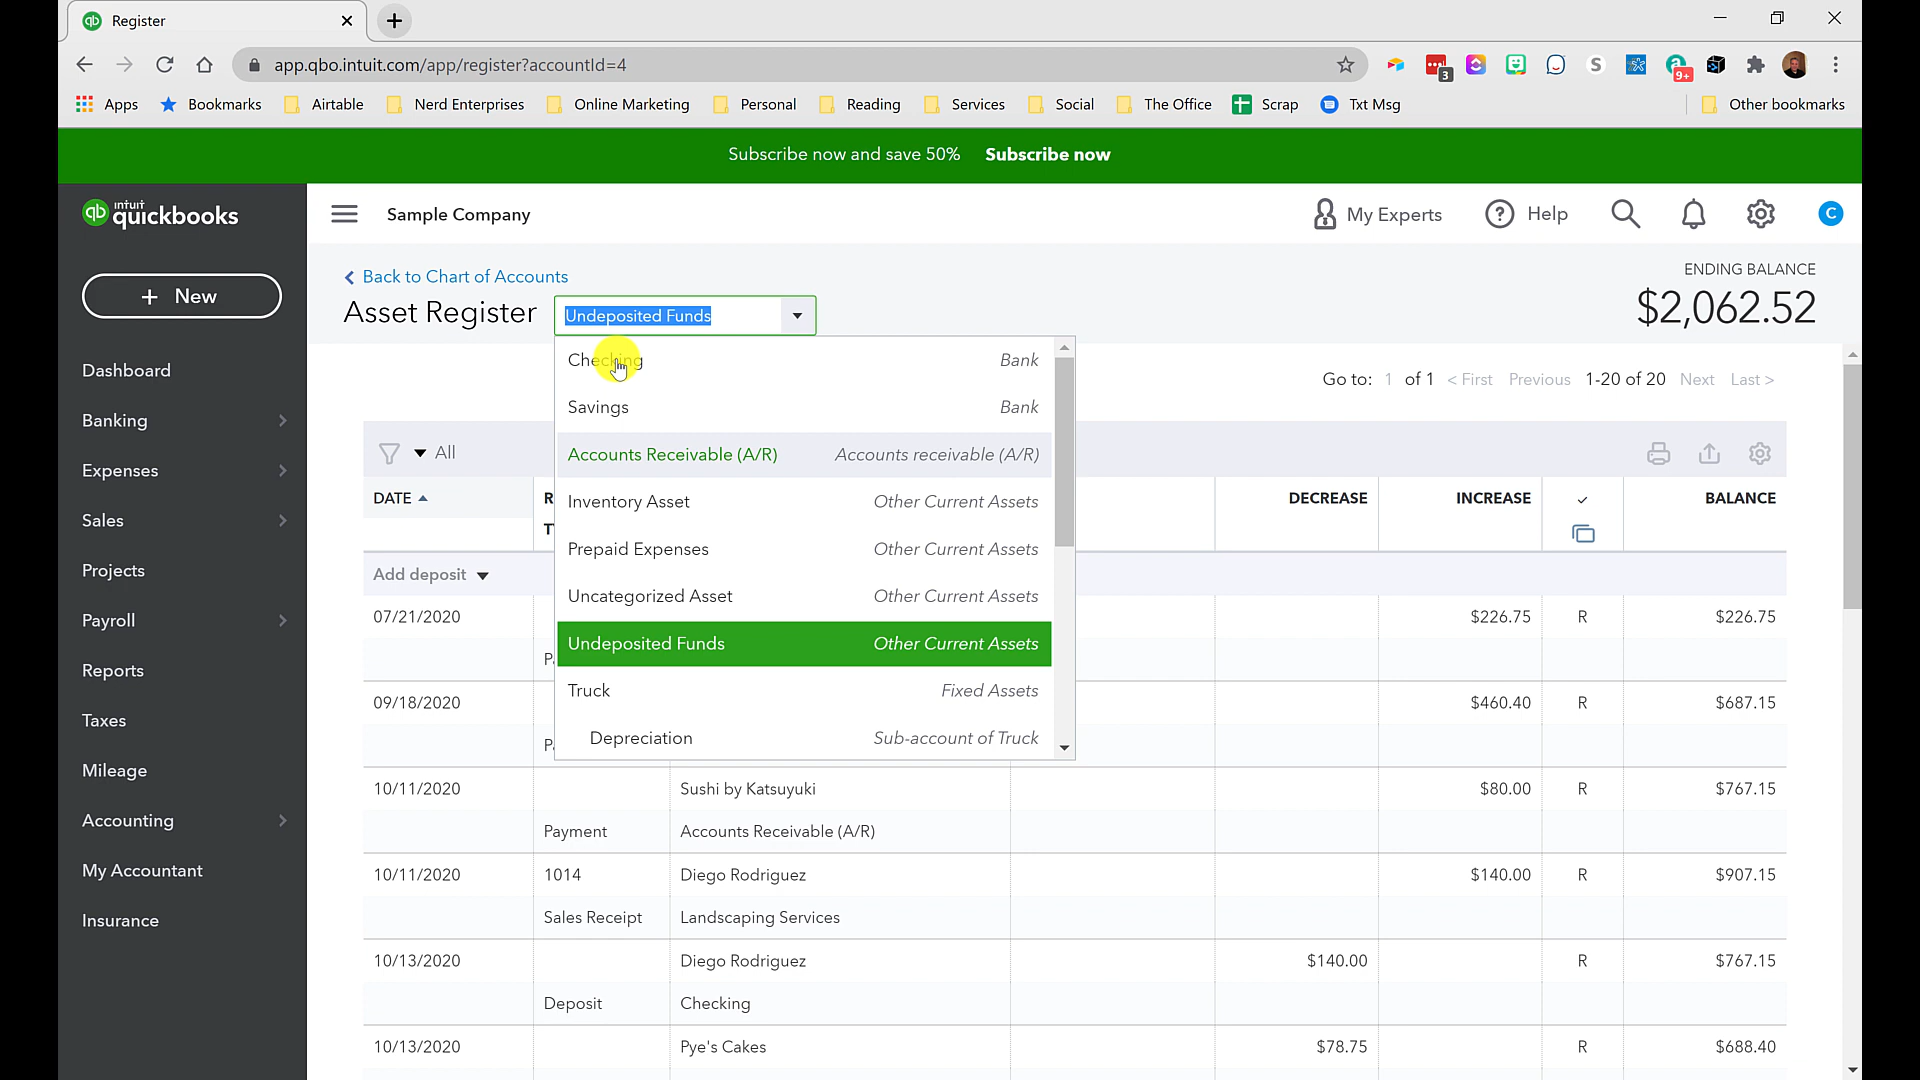 Register
app.qbo.intuit.com/app/register?accountId=4
3
S
a
9+
Apps Bookmarks Airtable Nerd Enterprises Online Marketing Personal Reading Services Social The Office Scrap Txt Msg Other bookmarks
Subscribe now and save 50% Subscribe now
intuit
quickbooks
qb
Sample Company
My Experts Help C
+ New
Dashboard
Banking
Expenses
Sales
Projects
Payroll
Reports
Taxes
Mileage
Accounting
My Accountant
Insurance
Back to Chart of Accounts
Asset Register Undeposited Funds
ENDING BALANCE
$2,062.52
Checking Bank
Savings Bank
Accounts Receivable (A/R) Accounts receivable (A/R)
Inventory Asset Other Current Assets
Prepaid Expenses Other Current Assets
Uncategorized Asset Other Current Assets
Undeposited Funds Other Current Assets
Truck Fixed Assets
Depreciation Sub-account of Truck
Go to: 1 of 1 < First Previous 1-20 of 20 Next Last >
All
DATE R DECREASE INCREASE ✓ BALANCE
Add deposit
07/21/2020 $226.75 R $226.75
09/18/2020 $460.40 R $687.15
10/11/2020 Sushi by Katsuyuki $80.00 R $767.15
Payment Accounts Receivable (A/R)
10/11/2020 1014 Diego Rodriguez $140.00 R $907.15
Sales Receipt Landscaping Services
10/13/2020 Diego Rodriguez $140.00 R $767.15
Deposit Checking
10/13/2020 Pye's Cakes $78.75 R $688.40